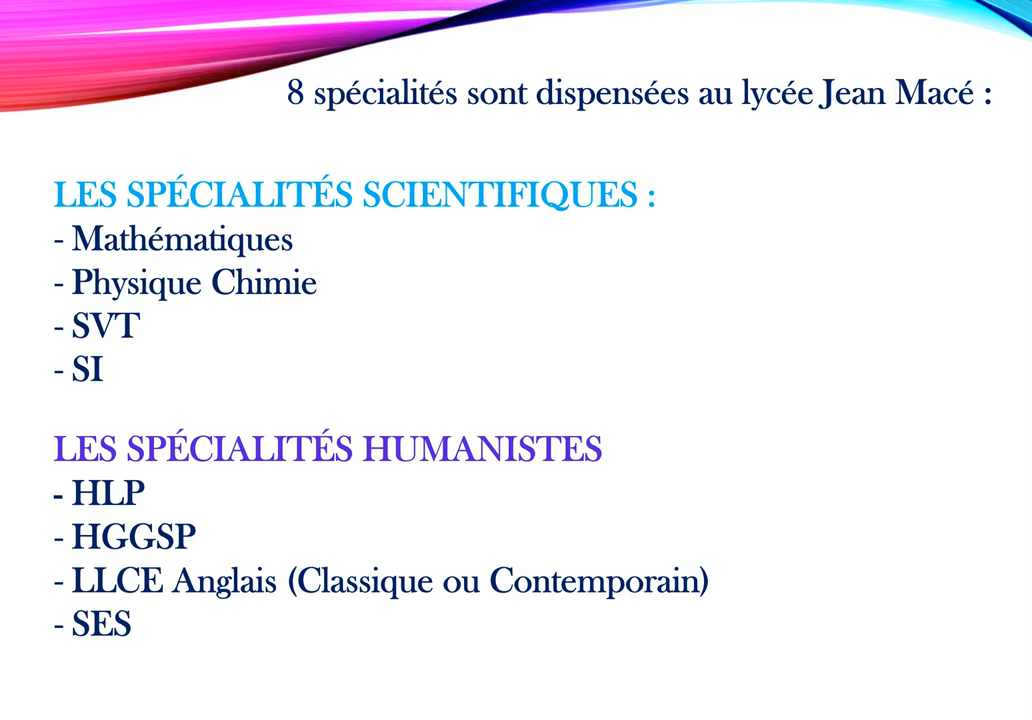 8 spécialités sont dispensées au lycée Jean Macé :
LES SPÉCIALITÉS SCIENTIFIQUES :
- Mathématiques
- Physique Chimie
- SVT
- SI
LES SPÉCIALITÉS HUMANISTES
- HLP
- HGGSP
- LLCE Anglais (Classique ou Contemporain)
- SES